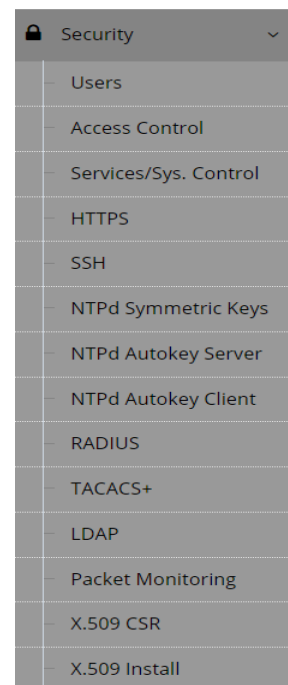 Security
Users
Access Control
Services/Sys. Control
HTTPS
SSH
NTPd Symmetric Keys
NTPd Autokey Server
NTPd Autokey Client
RADIUS
TACACS+
LDAP
Packet Monitoring
X.509 CSR
X.509 Install